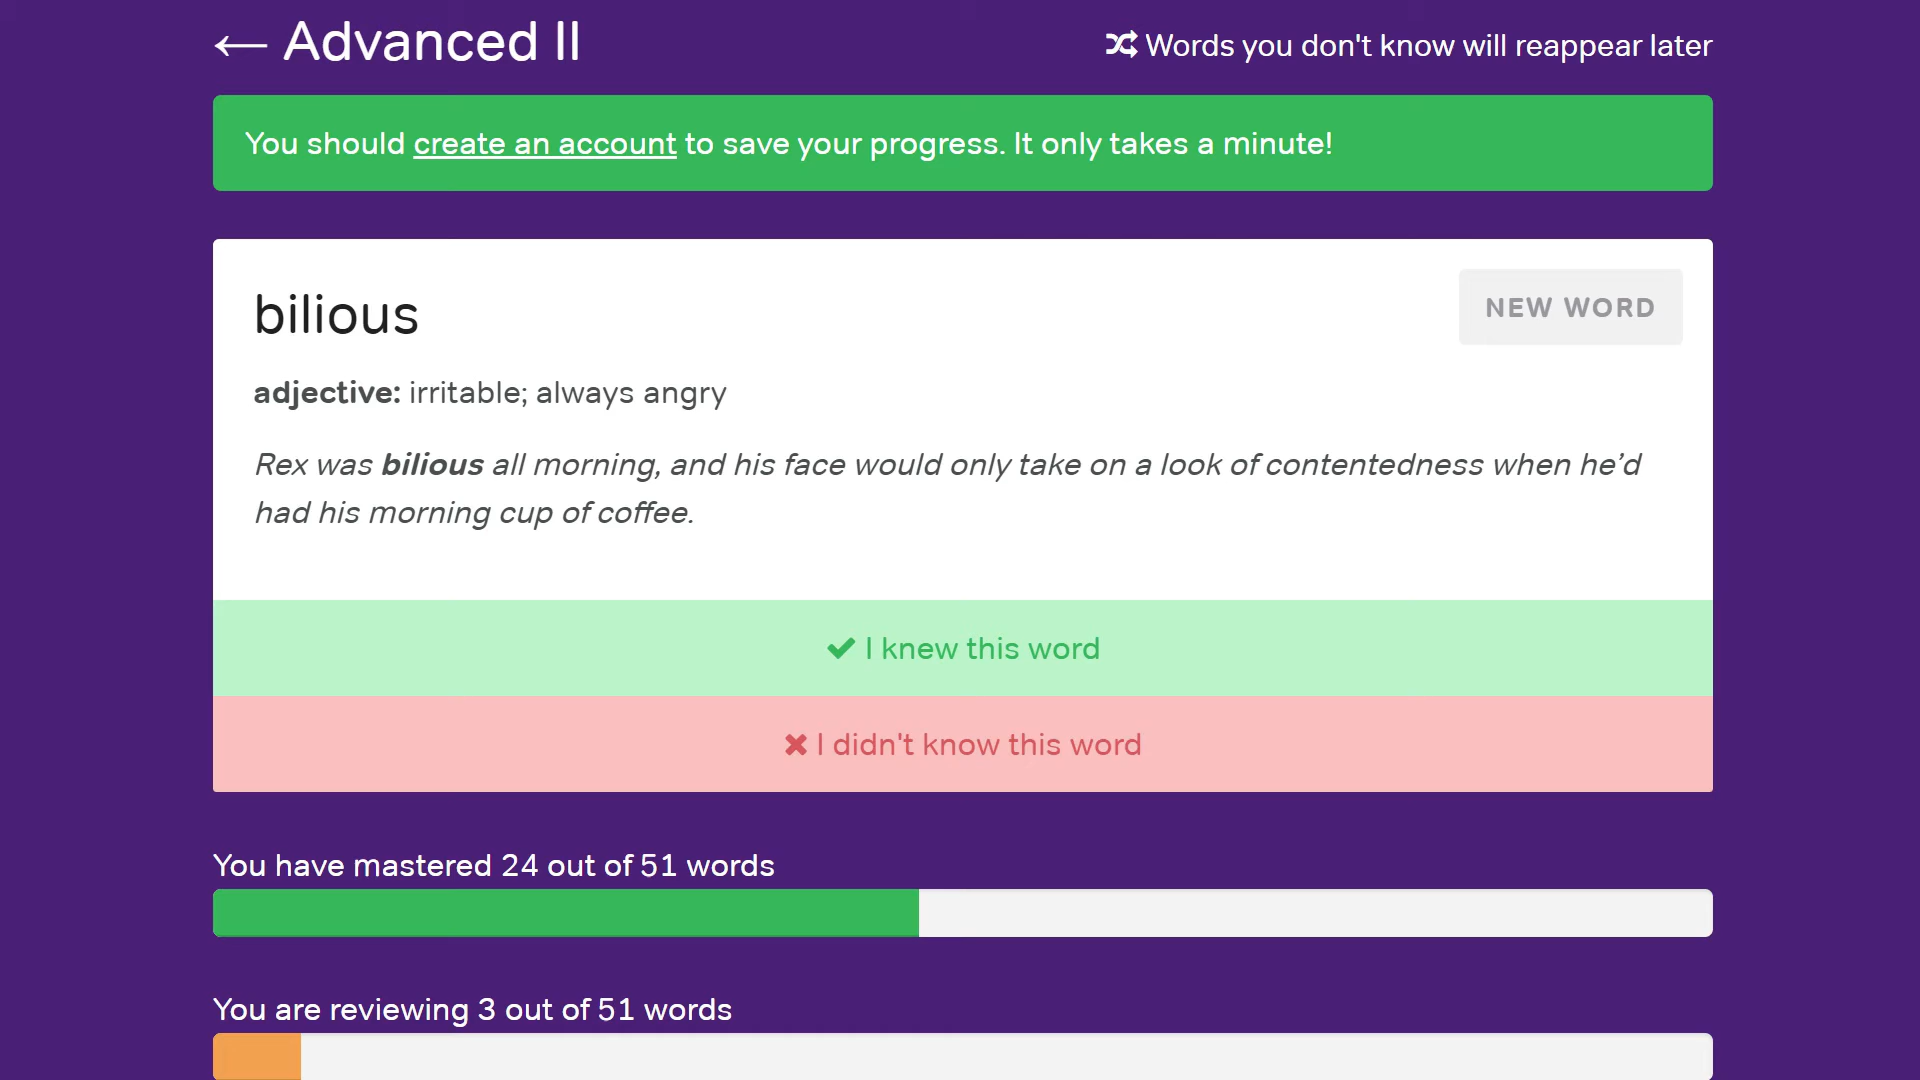 ← Advanced II
Words you don't know will reappear later
You should create an account to save your progress. It only takes a minute!
bilious
NEW WORD
adjective: irritable; always angry
Rex was bilious all morning, and his face would only take on a look of contentedness when he’d
had his morning cup of coffee.
I knew this word
I didn't know this word
You have mastered 24 out of 51 words
You are reviewing 3 out of 51 words